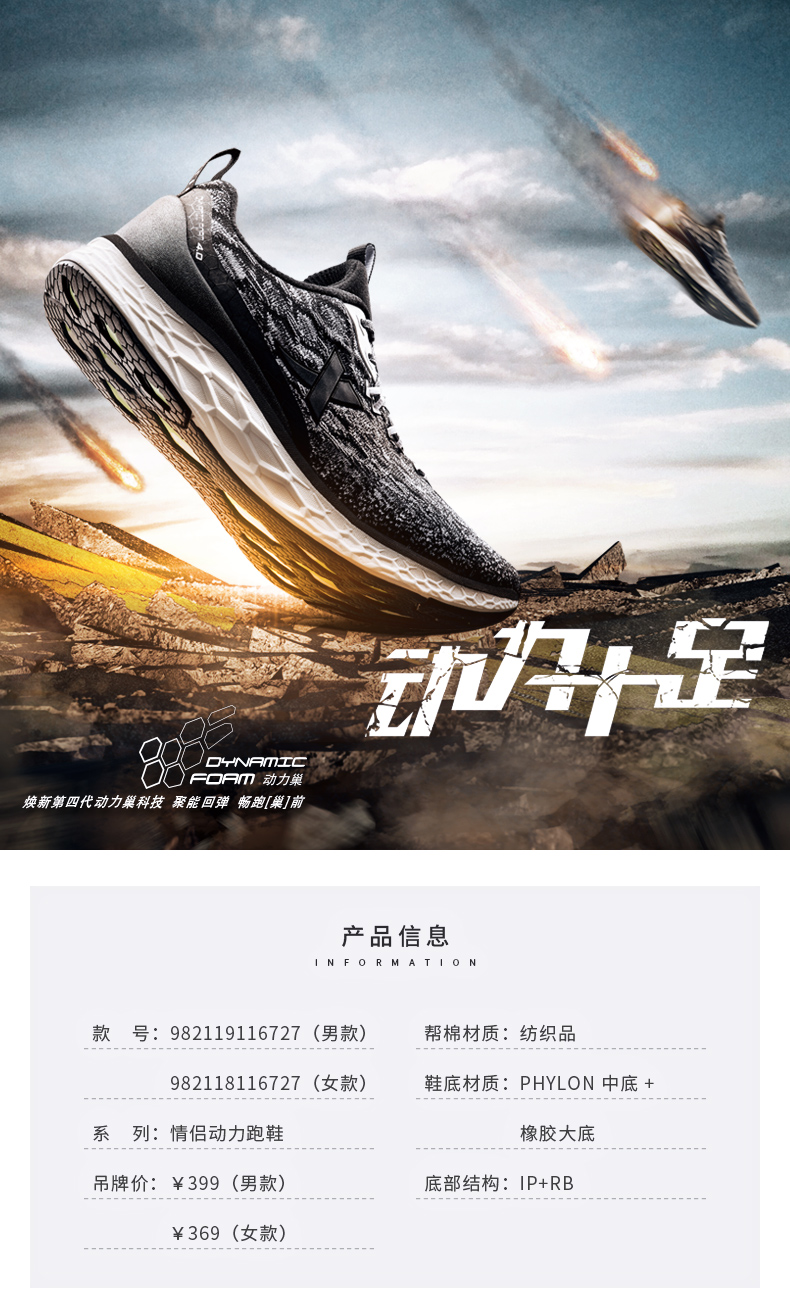 4.0
动力十足
DYNAMIC
FOAM 动力巢
焕新第四代动力巢科技 聚能回弹 畅跑[巢]前
产品信息
INFORMATION
款 号：982119116727（男款）
982118116727（女款）
系 列：情侣动力跑鞋
吊牌价：￥399（男款）
￥369（女款）
帮棉材质：纺织品
鞋底材质：PHYLON 中底 +
橡胶大底
底部结构：IP+RB